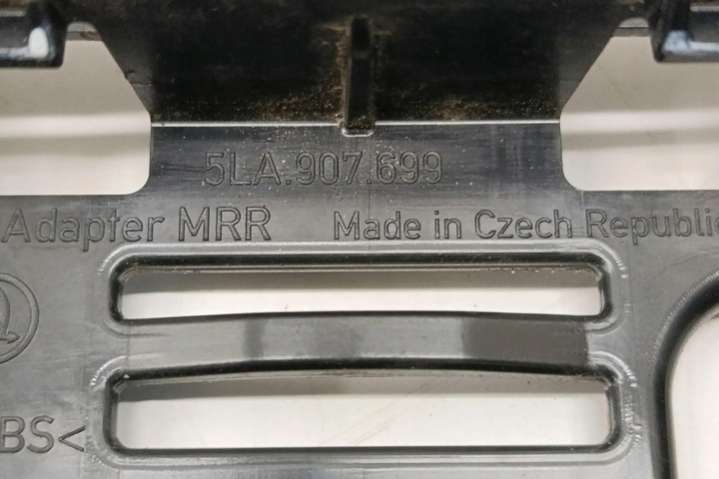 5LA.907.699
Adapter MRR Made in Czech Republic
BS<